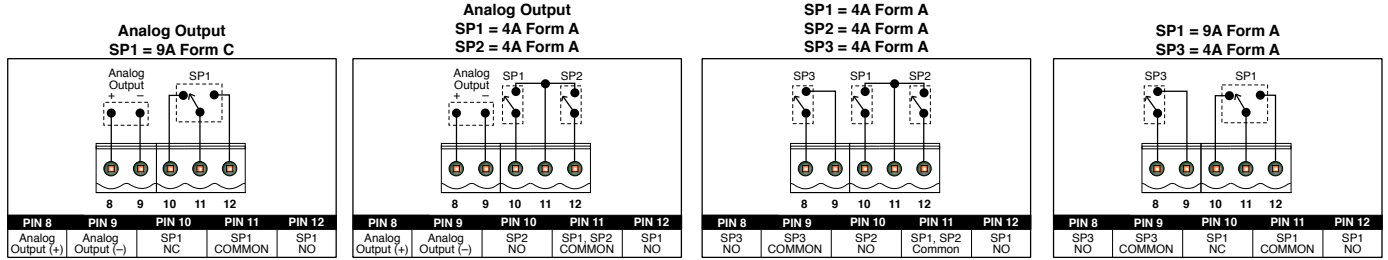 Analog Output
SP1 = 9A Form C
Analog
Output
+ –
SP1
8 9 10 11 12
PIN 8 PIN 9 PIN 10 PIN 11 PIN 12
Analog Output (+) Analog Output (–) SP1 NC SP1 COMMON SP1 NO
Analog Output
SP1 = 4A Form A
SP2 = 4A Form A
Analog
Output
+ –
SP1 SP2
8 9 10 11 12
PIN 8 PIN 9 PIN 10 PIN 11 PIN 12
Analog Output (+) Analog Output (–) SP2 NO SP1, SP2 COMMON SP1 NO
SP1 = 4A Form A
SP2 = 4A Form A
SP3 = 4A Form A
SP3 SP1 SP2
8 9 10 11 12
PIN 8 PIN 9 PIN 10 PIN 11 PIN 12
SP3 NO SP3 COMMON SP2 NO SP1, SP2 Common SP1 NO
SP1 = 9A Form A
SP3 = 4A Form A
SP3 SP1
8 9 10 11 12
PIN 8 PIN 9 PIN 10 PIN 11 PIN 12
SP3 NO SP3 COMMON SP1 NC SP1 COMMON SP1 NO